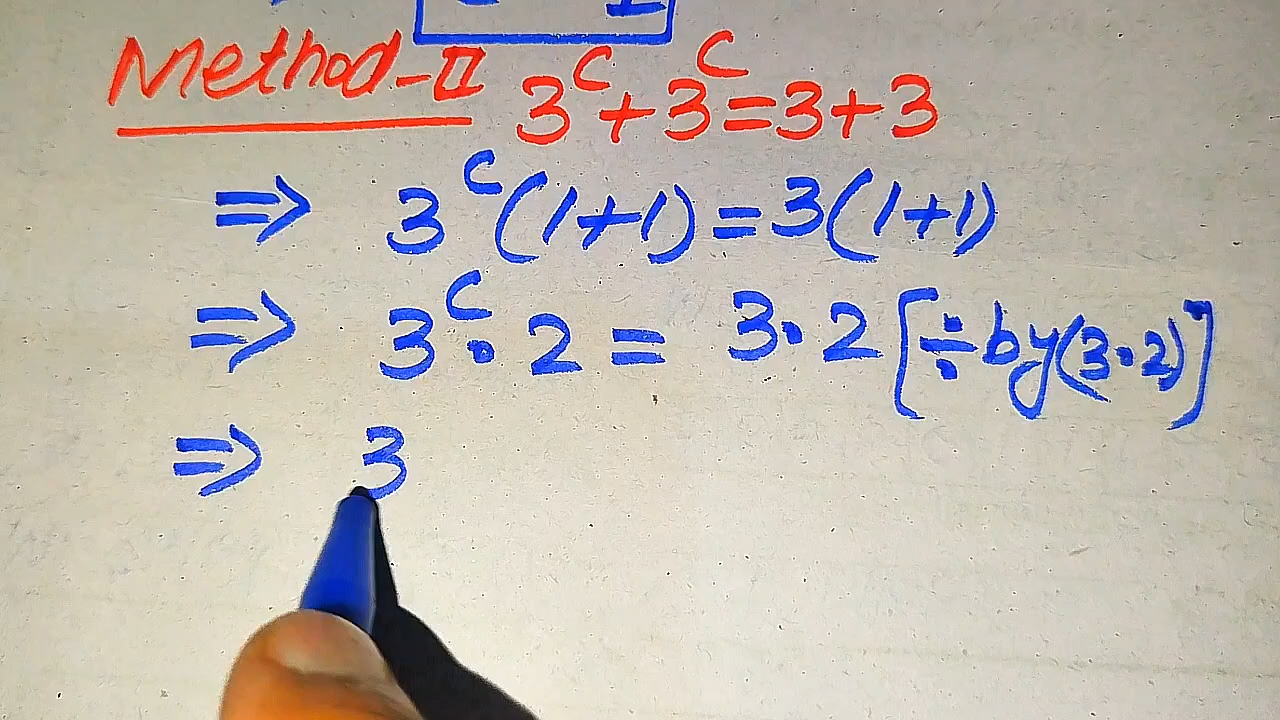 Method-II 3^c + 3^c = 3 + 3
⇒ 3^c (1+1) = 3(1+1)
⇒ 3^c · 2 = 3 · 2 [÷ by (3·2)]
⇒ 3